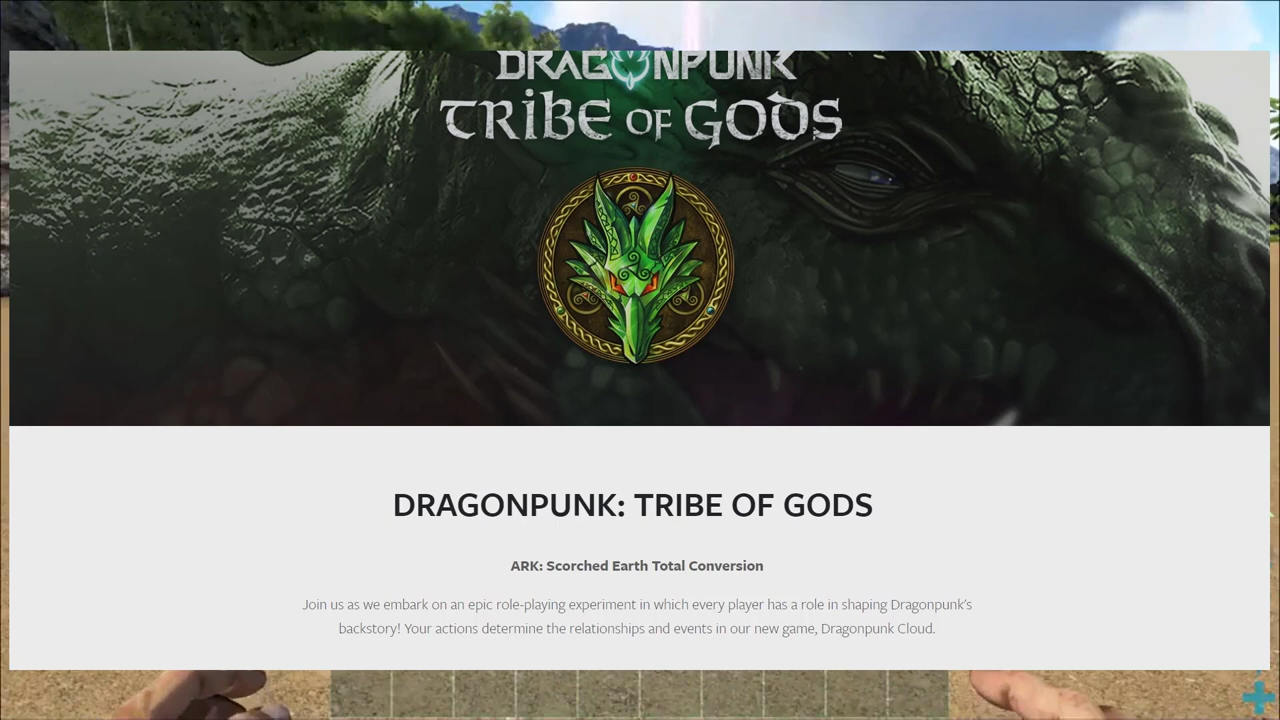 DRAGONPUNK
TRIBE OF GODS
DRAGONPUNK: TRIBE OF GODS
ARK: Scorched Earth Total Conversion
Join us as we embark on an epic role-playing experiment in which every player has a role in shaping Dragonpunk's
backstory! Your actions determine the relationships and events in our new game, Dragonpunk Cloud.